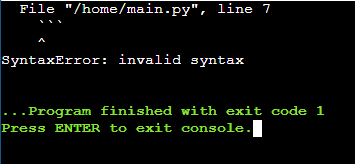 File "/home/main.py", line 7
```
^
SyntaxError: invalid syntax
...Program finished with exit code 1
Press ENTER to exit console.